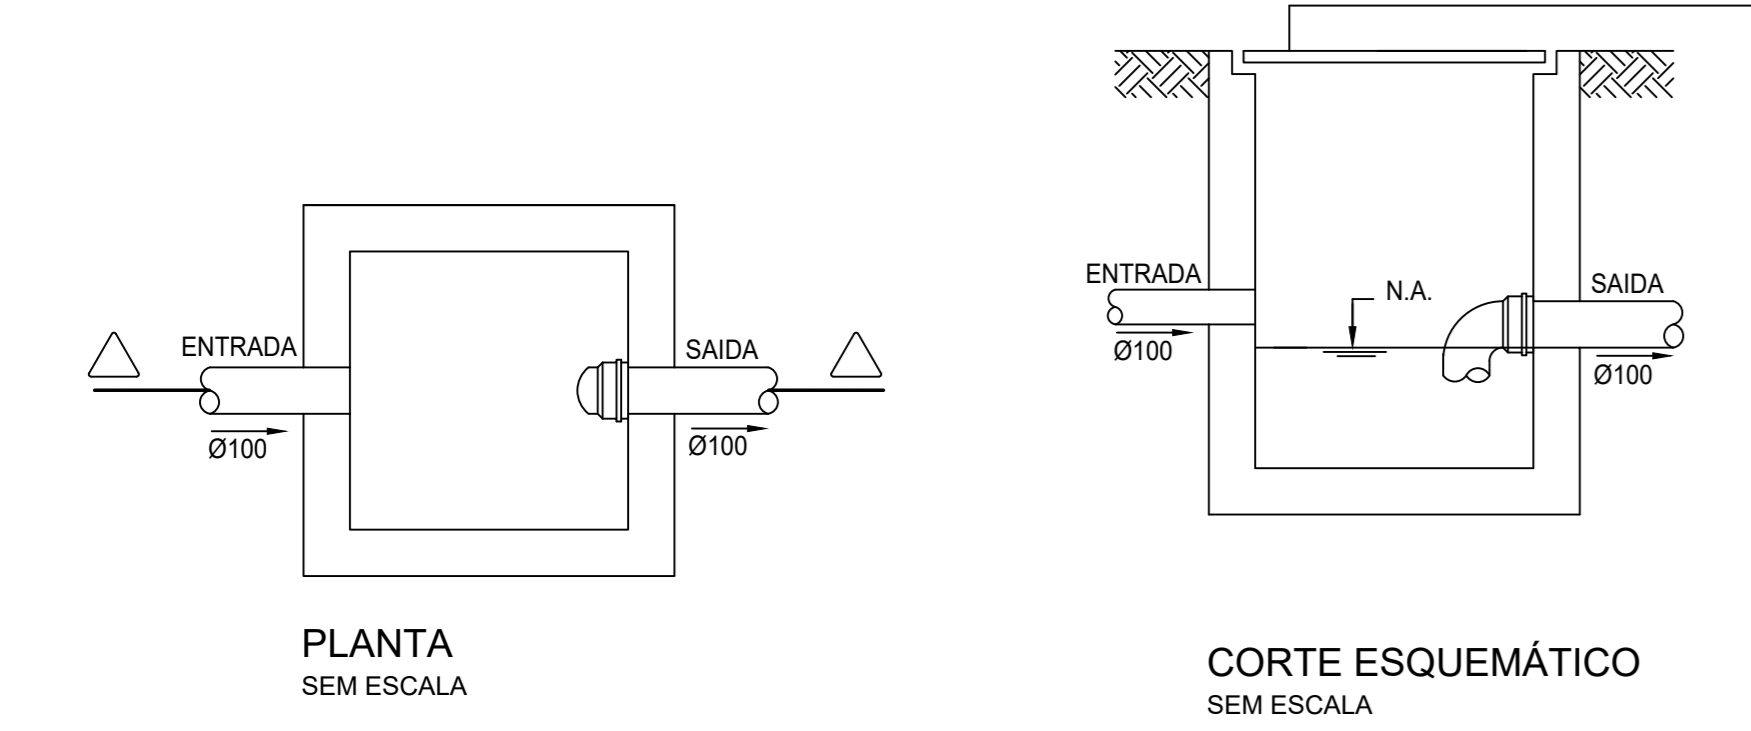 ENTRADA
SAIDA
Ø100
Ø100
PLANTA
SEM ESCALA
ENTRADA
N.A.
SAIDA
Ø100
Ø100
CORTE ESQUEMÁTICO
SEM ESCALA